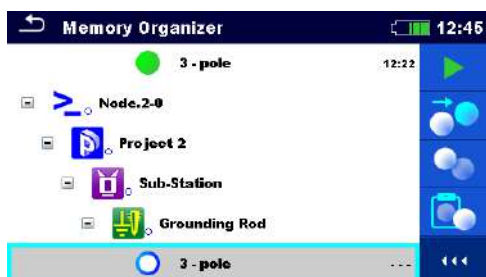 Memory Organizer 12:45
3 - pole 12:22
Node.2-0
Project 2
Sub-Station
Grounding Rod
3 - pole ---